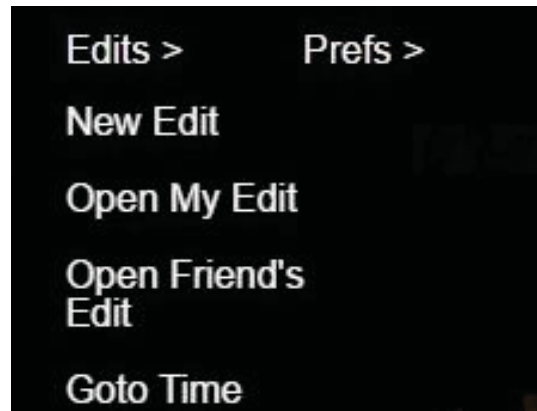 Edits > Prefs >
New Edit
Open My Edit
Open Friend's
Edit
Goto Time